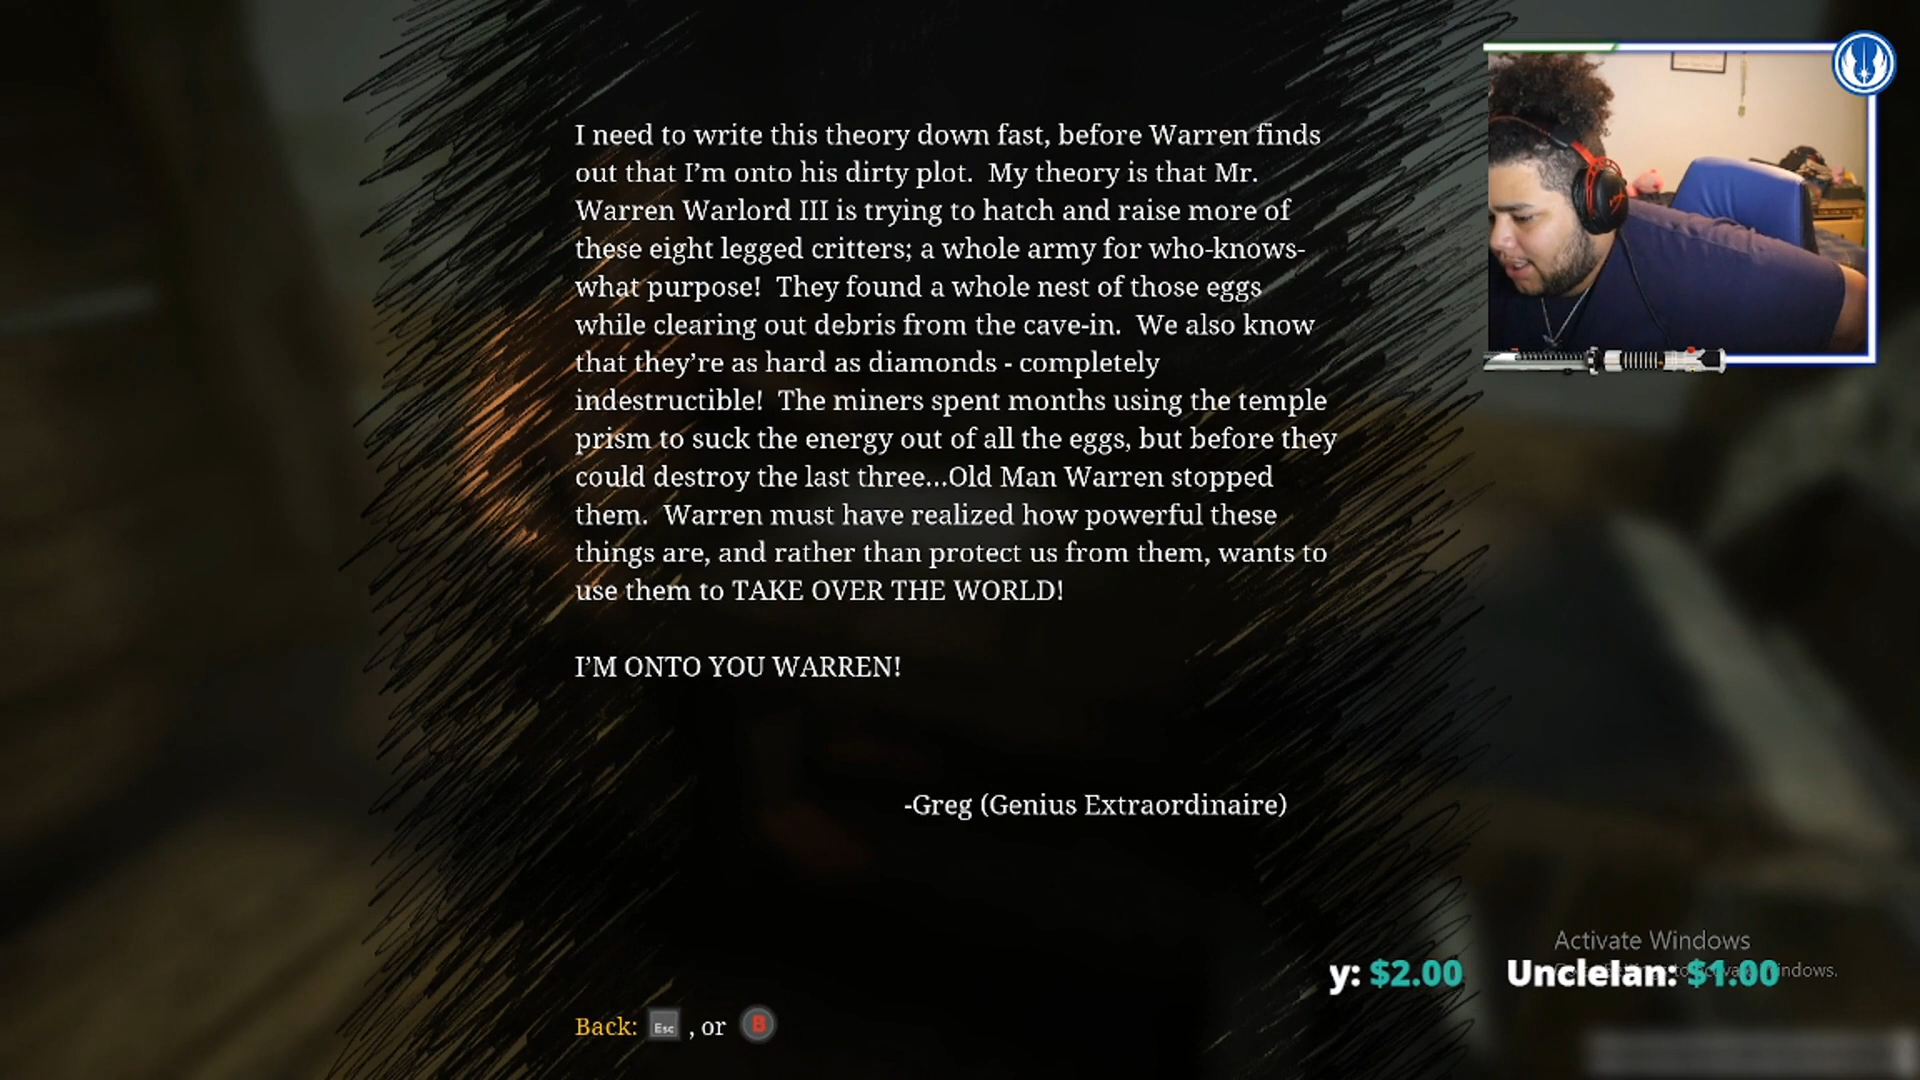 I need to write this theory down fast, before Warren finds
out that I’m onto his dirty plot.  My theory is that Mr.
Warren Warlord III is trying to hatch and raise more of
these eight legged critters; a whole army for who-knows-
what purpose!  They found a whole nest of those eggs
while clearing out debris from the cave-in.  We also know
that they’re as hard as diamonds - completely
indestructible!  The miners spent months using the temple
prism to suck the energy out of all the eggs, but before they
could destroy the last three...Old Man Warren stopped
them.  Warren must have realized how powerful these
things are, and rather than protect us from them, wants to
use them to TAKE OVER THE WORLD!
I’M ONTO YOU WARREN!
-Greg (Genius Extraordinaire)
Activate Windows
y: $2.00 UncleIan: $1.00
Back: Esc , or B